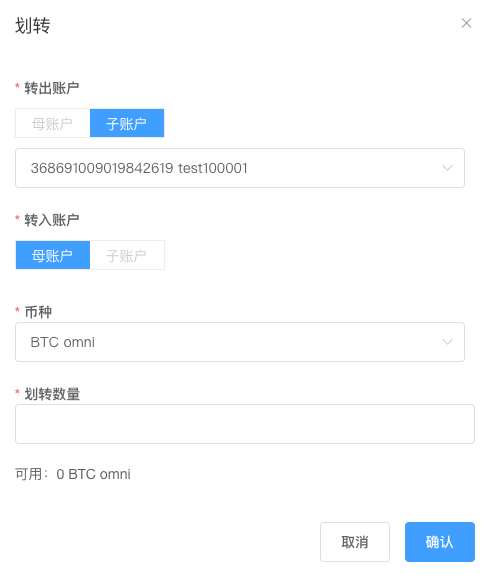 划转
* 转出账户
母账户 子账户
368691009019842619 test100001
* 转入账户
母账户 子账户
* 币种
BTC omni
* 划转数量
可用：0 BTC omni
取消 确认